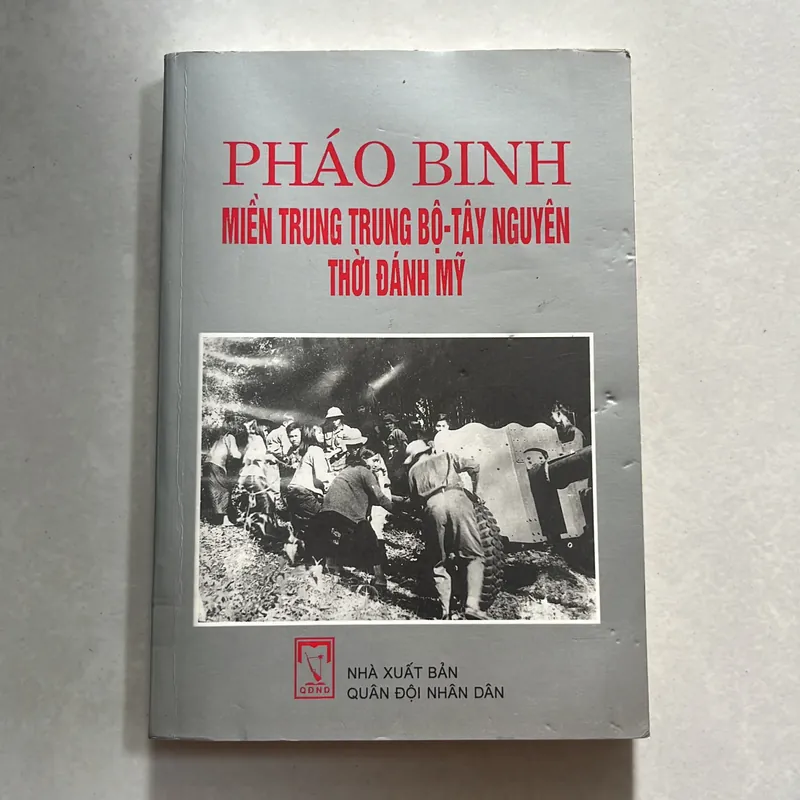 PHÁO BINH
MIỀN TRUNG TRUNG BỘ-TÂY NGUYÊN
THỜI ĐÁNH MỸ
QĐND
NHÀ XUẤT BẢN
QUÂN ĐỘI NHÂN DÂN